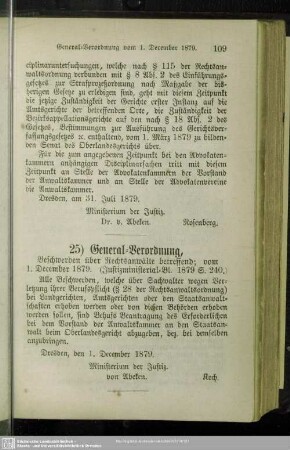 General-Verordnung vom 1. December 1879. 109
ciplinaruntersuchungen, welche nach § 115 der Rechtsan-
waltsordnung verbunden mit § 8 Abs. 2 des Einführungs-
gesetzes zur Strafprozeßordnung nach Maßgabe der bis-
herigen Gesetze zu erledigen sind, geht mit diesem Zeitpunkt
die jetzige Zuständigkeit der Gerichte erster Instanz auf die
Amtsgerichte der betreffenden Orte, die Zuständigkeit der
Bezirksappellationsgerichte auf den nach § 18 Abs. 2 des
Gesetzes, Bestimmungen zur Ausführung des Gerichtsver-
fassungsgesetzes ꝛc. enthaltend, vom 1. März 1879 zu bilden-
den Senat des Oberlandesgerichts über.
Für die zum angegebenen Zeitpunkt bei den Advokaten-
kammern anhängigen Disciplinarsachen tritt mit diesem
Zeitpunkt an Stelle der Advokatenkammern der Vorstand
der Anwaltskammer und an Stelle der Advokatenvereine
die Anwaltskammer.
Dresden, am 31. Juli 1879.
Ministerium der Justiz.
Dr. v. Abeken. Rosenberg.
25) General-Verordnung,
Beschwerden über Rechtsanwälte betreffend; vom
1. December 1879. (Justizministerial-Bl. 1879 S. 240.)
Alle Beschwerden, welche über Sachwalter wegen Ver-
letzung ihrer Berufspflicht (§ 28 der Rechtsanwaltsordnung)
bei Landgerichten, Amtsgerichten oder den Staatsanwalt-
schaften erhoben werden oder von diesen Behörden erhoben
werden sollen, sind Behufs Beantragung des Erforderlichen
bei dem Vorstand der Anwaltskammer an den Staatsan-
walt beim Oberlandesgericht abzugeben, bez. bei demselben
anzubringen.
Dresden, den 1. December 1879.
Ministerium der Justiz.
von Abeken. Koch.